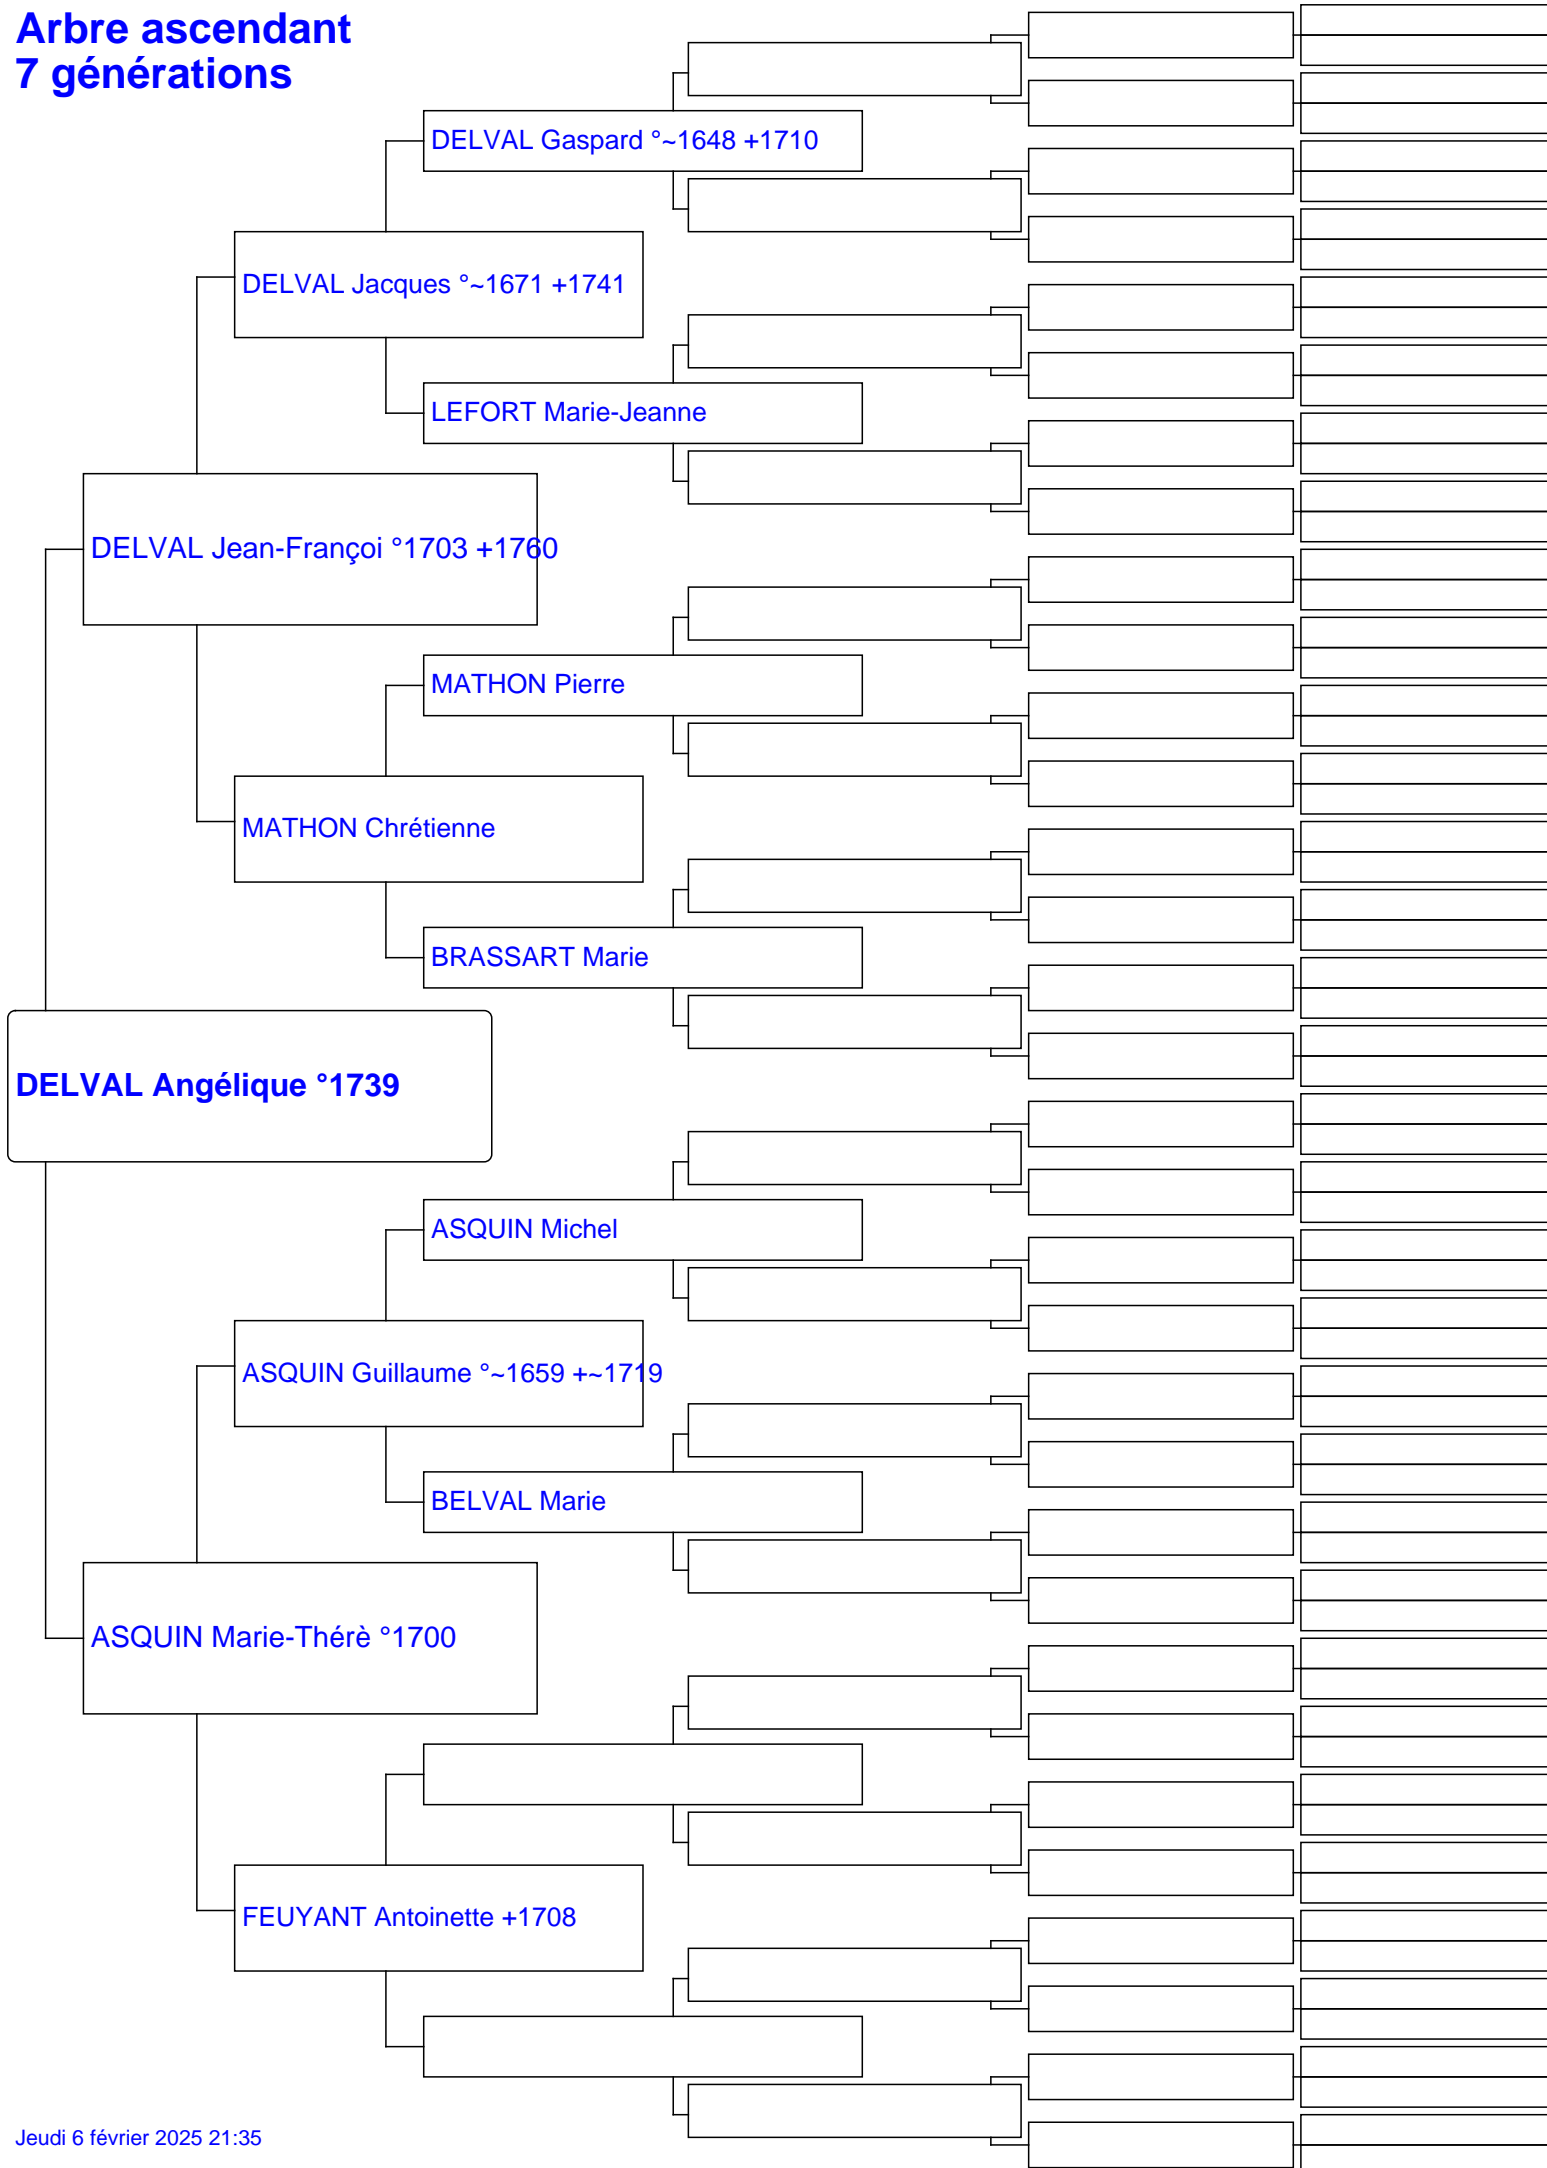 Arbre ascendant
7 générations
DELVAL Gaspard °~1648 +1710
DELVAL Jacques °~1671 +1741
LEFORT Marie-Jeanne
DELVAL Jean-Françoi °1703 +1760
MATHON Pierre
MATHON Chrétienne
BRASSART Marie
DELVAL Angélique °1739
ASQUIN Michel
ASQUIN Guillaume °~1659 +~1719
BELVAL Marie
ASQUIN Marie-Thérè °1700
FEUYANT Antoinette +1708
Jeudi 6 février 2025 21:35